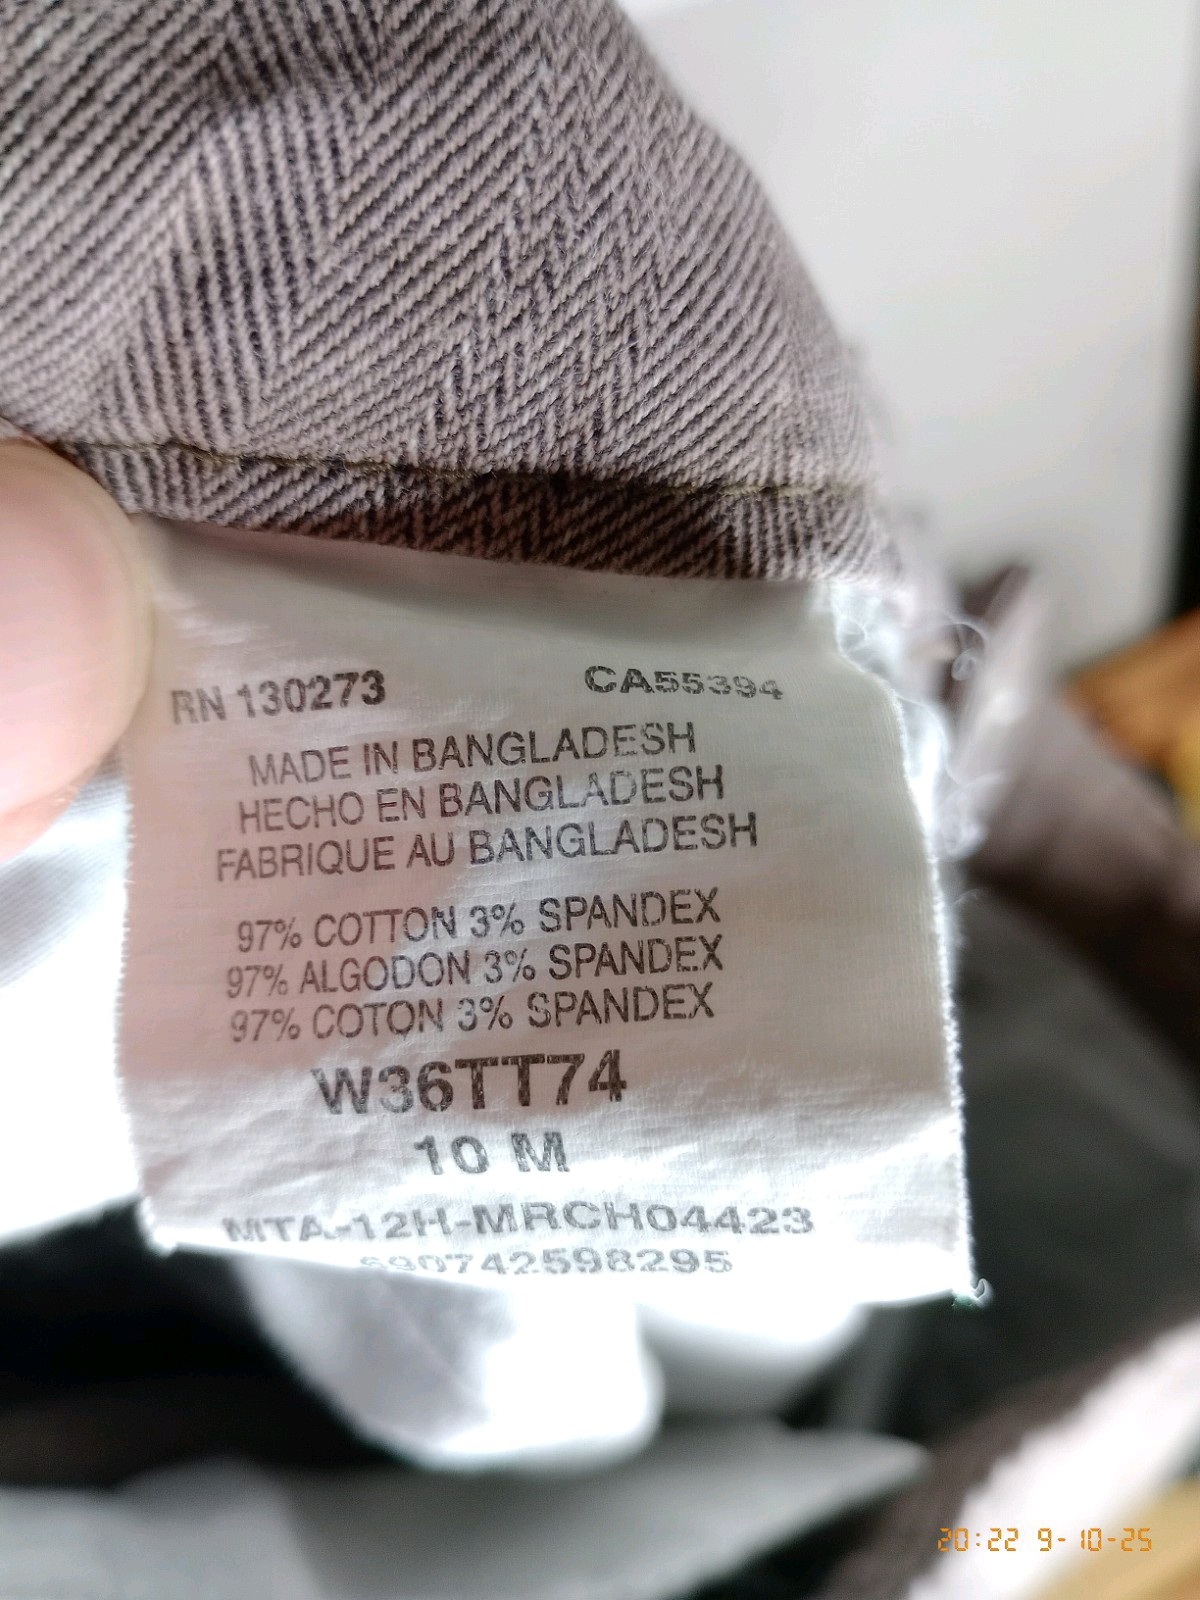 RN 130273 CA55394
MADE IN BANGLADESH
HECHO EN BANGLADESH
FABRIQUE AU BANGLADESH
97% COTTON 3% SPANDEX
97% ALGODON 3% SPANDEX
97% COTON 3% SPANDEX
W36TT74
10 M
MTA-12H-MRCH04423
690742598295
20:22 9-10-25